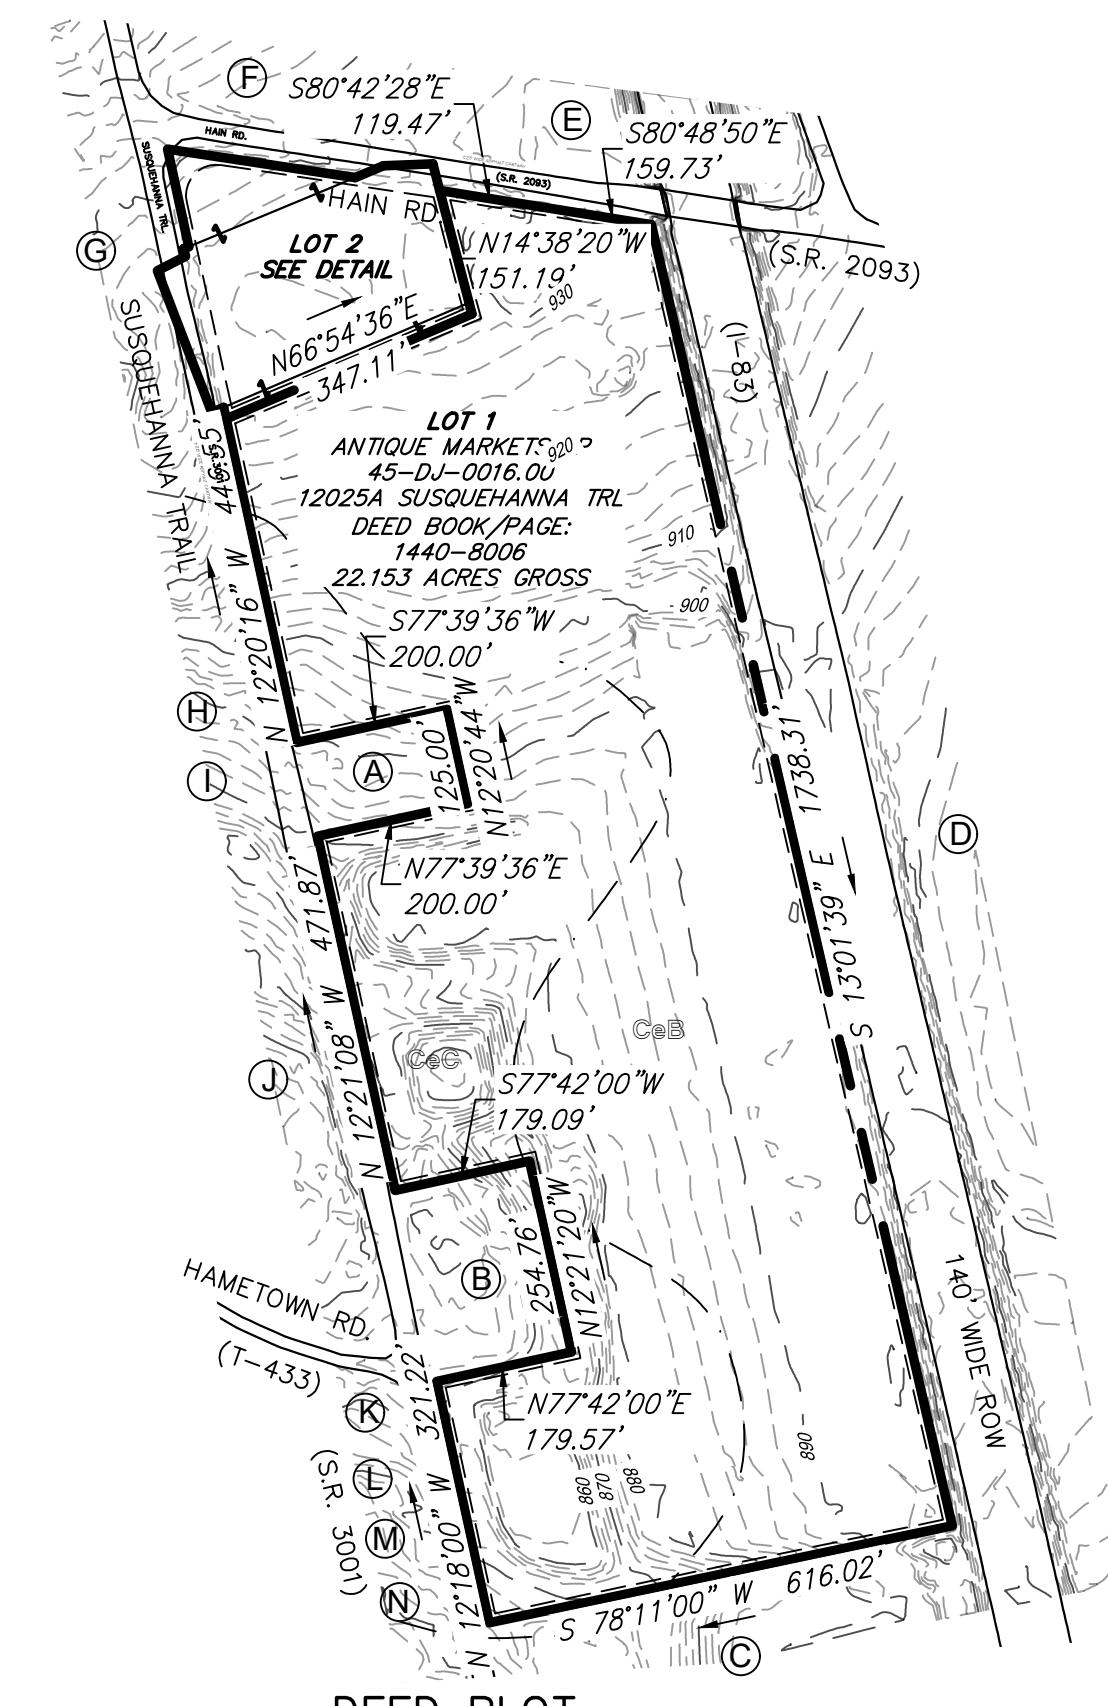 F
S80°42'28"E
119.47'
E
S80°48'50"E
159.73'
HAIN RD.
SUSQUEHANNA TRL
(S.R. 2093)
HAIN RD
(S.R. 2093)
G
LOT 2
SEE DETAIL
N14°38'20"W
151.19'
930
N66°54'36"E
347.11'
SUSQUEHANNA TRAIL
(I-83)
LOT 1
ANTIQUE MARKETS
920
45-DJ-0016.00
12025A SUSQUEHANNA TRL
DEED BOOK/PAGE:
1440-8006
22.153 ACRES GROSS
910
900
S77°39'36"W
200.00'
N 12°20'16" W
H
I
A
125.00'
N12°20'44"W
S 13°01'39" E 1738.31'
D
N77°39'36"E
200.00'
N 12°21'08" W 471.87'
CeB
CeC
J
S77°42'00"W
179.09'
B
254.76'
N12°21'20"W
HAMETOWN RD.
(T-433)
140' WIDE ROW
N77°42'00"E
179.57'
K
L
M
N
(S.R. 3001)
N 12°18'00" W 321.22'
860
870
880
890
S 78°11'00" W 616.02'
C
DEED PLOT